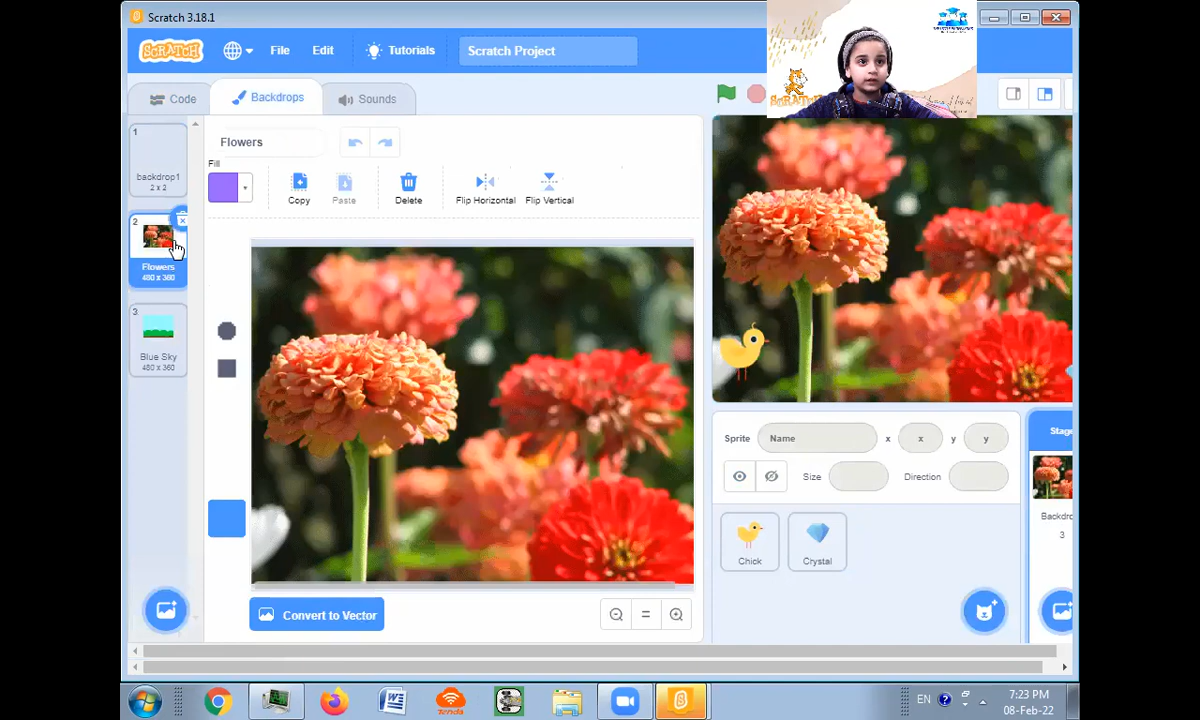 Scratch 3.18.1
SCRATCH
File
Edit
Tutorials
Scratch Project
Code
Backdrops
Sounds
1
backdrop1
2 x 2
2
Flowers
480 x 360
3
Blue Sky
480 x 360
Flowers
Fill
Copy
Paste
Delete
Flip Horizontal
Flip Vertical
Convert to Vector
Sprite
Name
x
x
y
y
Size
Direction
Chick
Crystal
Stage
Backdro
3
EN
7:23 PM
08-Feb-22